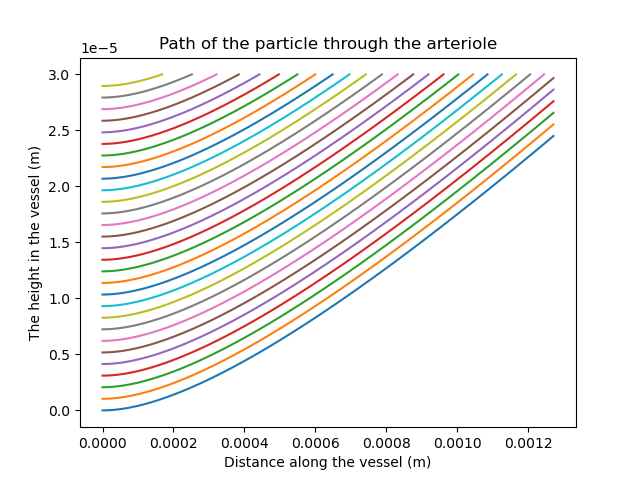 Path of the particle through the arteriole
1e−5
3.0
2.5
2.0
1.5
1.0
0.5
0.0
The height in the vessel (m)
0.0000 0.0002 0.0004 0.0006 0.0008 0.0010 0.0012
Distance along the vessel (m)